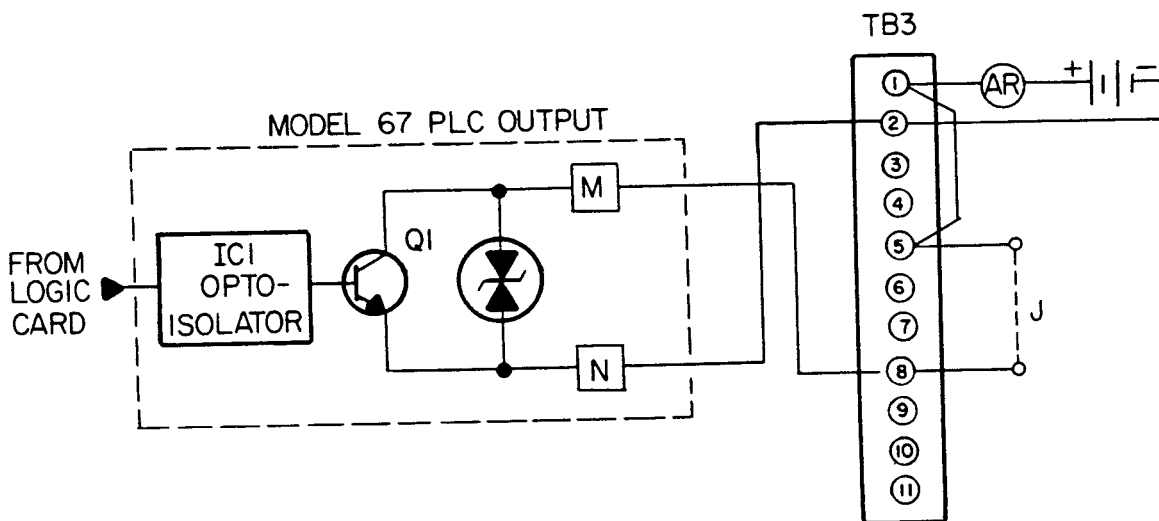 TB3
MODEL 67 PLC OUTPUT
FROM
LOGIC
CARD
IC1
OPTO-
ISOLATOR
Q1
M
N
1
2
3
4
5
6
7
8
9
10
11
AR
+
−
J